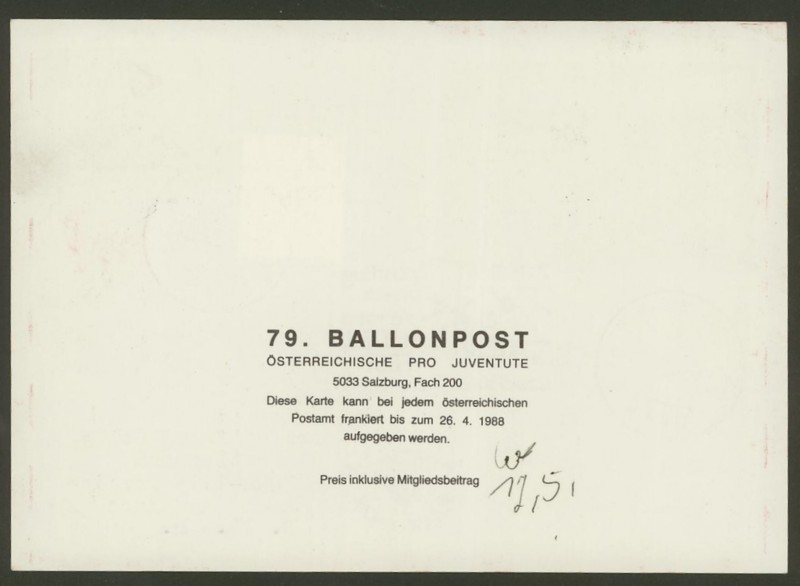 79. BALLONPOST
ÖSTERREICHISCHE PRO JUVENTUTE
5033 Salzburg, Fach 200
Diese Karte kann bei jedem österreichischen
Postamt frankiert bis zum 26. 4. 1988
aufgegeben werden.
Preis inklusive Mitgliedsbeitrag